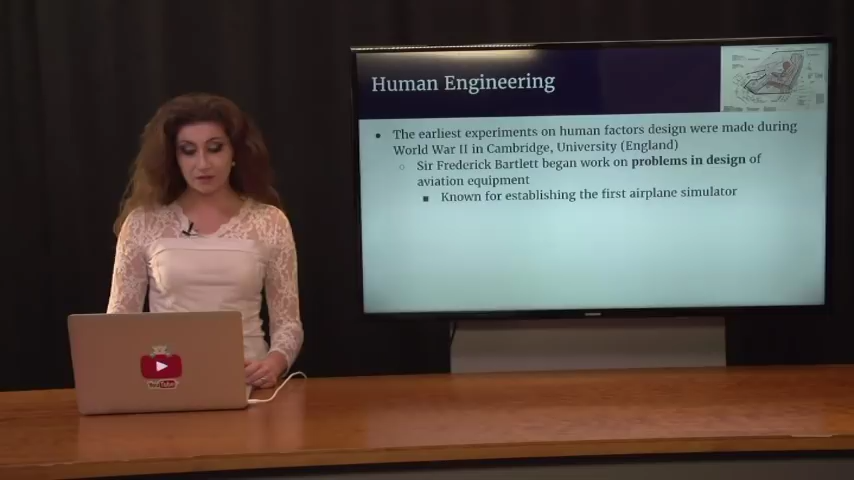 Human Engineering
● The earliest experiments on human factors design were made during
World War II in Cambridge, University (England)
○ Sir Frederick Bartlett began work on problems in design of
aviation equipment
■ Known for establishing the first airplane simulator
YouTube